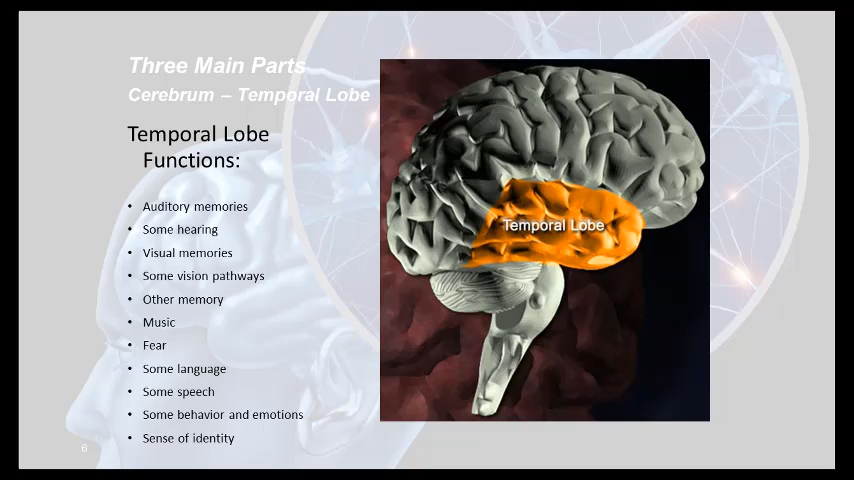 Three Main Parts
Cerebrum – Temporal Lobe
Temporal Lobe
Functions:
• Auditory memories
• Some hearing
• Visual memories
• Some vision pathways
• Other memory
• Music
• Fear
• Some language
• Some speech
• Some behavior and emotions
• Sense of identity
Temporal Lobe
6